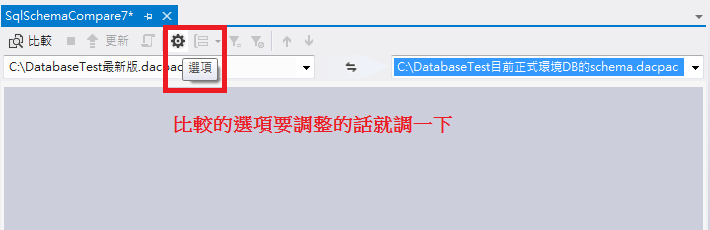 SqlSchemaCompare7*
比較 更新
C:\DatabaseTest最新版.dacpac C:\DatabaseTest目前正式環境DB的schema.dacpac
選項
比較的選項要調整的話就調一下